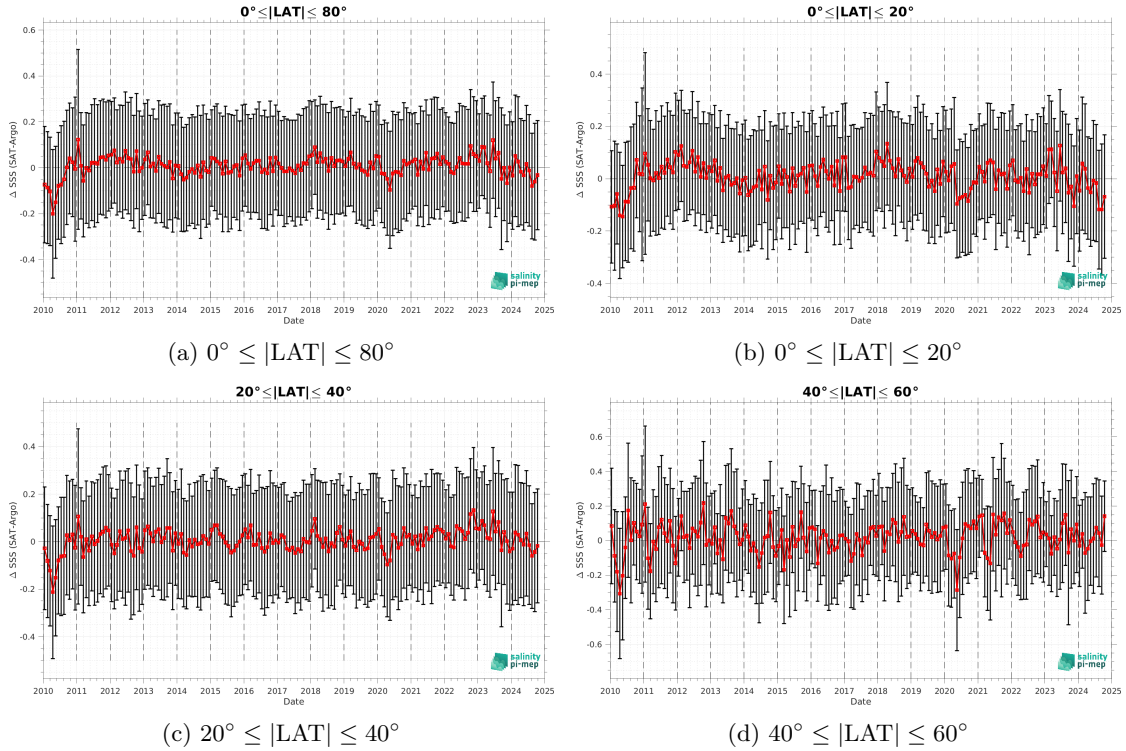 0°≤|LAT|≤ 80°
Δ SSS (SAT-Argo)
0.6
0.4
0.2
0
-0.2
-0.4
salinity
pi-mep
2010 2011 2012 2013 2014 2015 2016 2017 2018 2019 2020 2021 2022 2023 2024 2025
Date
(a) 0° ≤ |LAT| ≤ 80°
0°≤|LAT|≤ 20°
Δ SSS (SAT-Argo)
0.4
0.2
0
-0.2
-0.4
salinity
pi-mep
2010 2011 2012 2013 2014 2015 2016 2017 2018 2019 2020 2021 2022 2023 2024 2025
Date
(b) 0° ≤ |LAT| ≤ 20°
20°≤|LAT|≤ 40°
Δ SSS (SAT-Argo)
0.4
0.2
0
-0.2
-0.4
salinity
pi-mep
2010 2011 2012 2013 2014 2015 2016 2017 2018 2019 2020 2021 2022 2023 2024 2025
Date
(c) 20° ≤ |LAT| ≤ 40°
40°≤|LAT|≤ 60°
Δ SSS (SAT-Argo)
0.6
0.4
0.2
0
-0.2
-0.4
-0.6
salinity
pi-mep
2010 2011 2012 2013 2014 2015 2016 2017 2018 2019 2020 2021 2022 2023 2024 2025
Date
(d) 40° ≤ |LAT| ≤ 60°